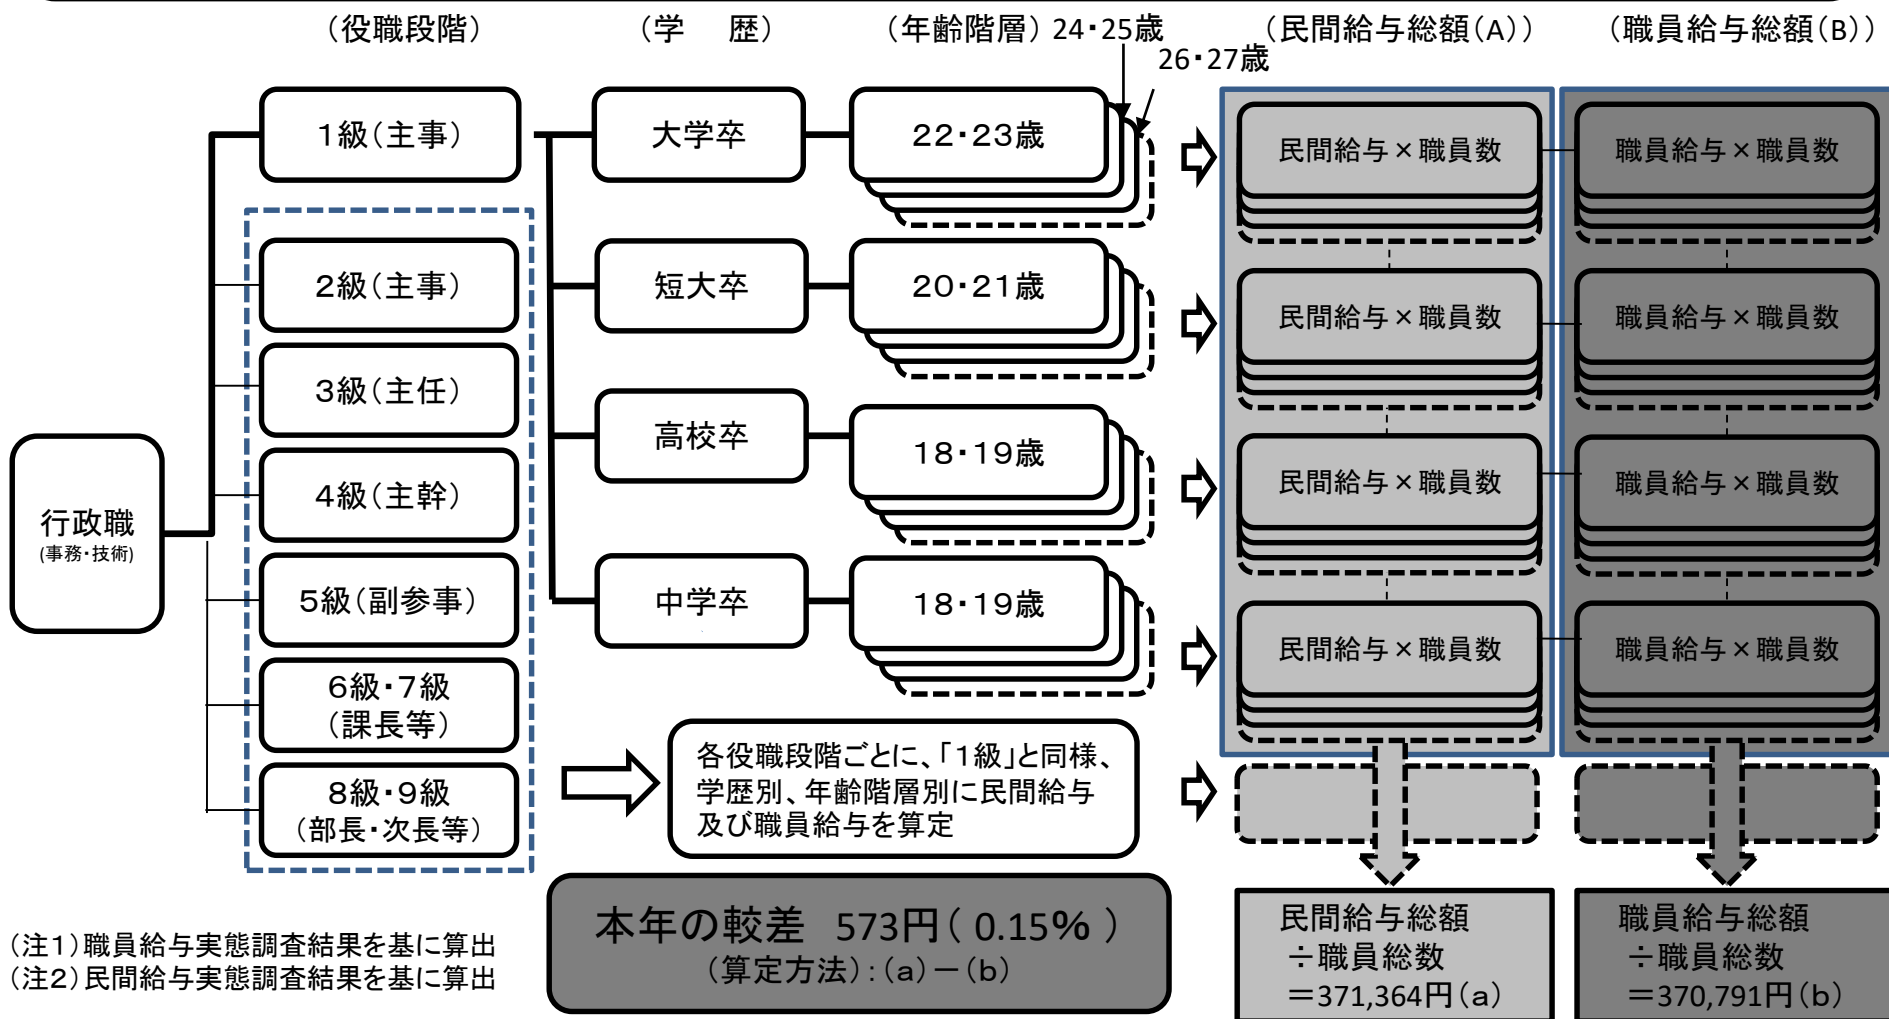 (役職段階)
(学　歴)
(年齢階層)
24・25歳
26・27歳
(民間給与総額(A))
(職員給与総額(B))
行政職
(事務・技術)
1級(主事)
2級(主事)
3級(主任)
4級(主幹)
5級(副参事)
6級・7級
(課長等)
8級・9級
(部長・次長等)
大学卒
22・23歳
民間給与×職員数
職員給与×職員数
短大卒
20・21歳
民間給与×職員数
職員給与×職員数
高校卒
18・19歳
民間給与×職員数
職員給与×職員数
中学卒
18・19歳
民間給与×職員数
職員給与×職員数
各役職段階ごとに、「1級」と同様、
学歴別、年齢階層別に民間給与
及び職員給与を算定
本年の較差 573円(0.15%)
(算定方法):(a)-(b)
民間給与総額
÷職員総数
=371,364円(a)
職員給与総額
÷職員総数
=370,791円(b)
(注1)職員給与実態調査結果を基に算出
(注2)民間給与実態調査結果を基に算出